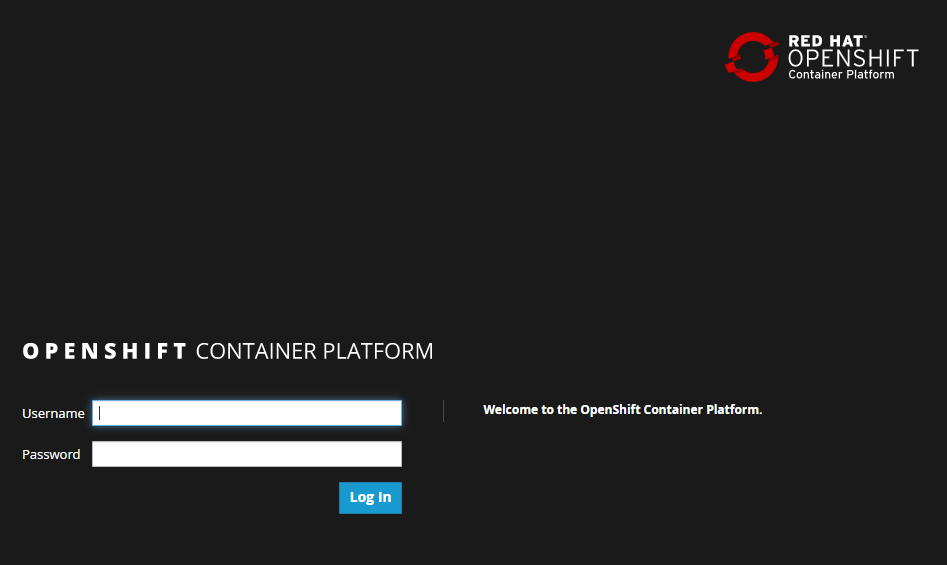 RED HAT®
OPENSHIFT
Container Platform
OPENSHIFT CONTAINER PLATFORM
Username
Welcome to the OpenShift Container Platform.
Password
Log In